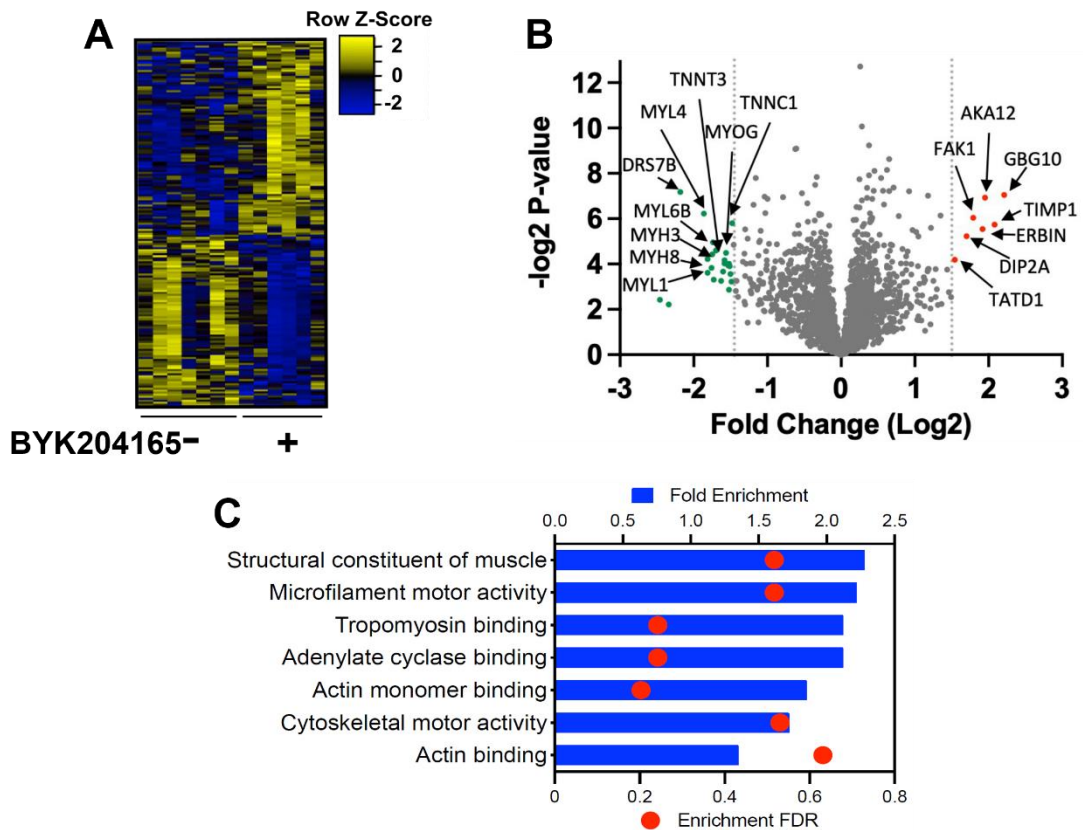 A
Row Z-Score
2
0
-2
BYK204165 - +
B
-log2 P-value
12
10
8
6
4
2
0
-3 -2 -1 0 1 2 3
Fold Change (Log2)
TNNT3
TNNC1
MYL4
MYOG
DRS7B
MYL6B
MYH3
MYH8
MYL1
AKA12
FAK1
GBG10
TIMP1
ERBIN
DIP2A
TATD1
C
Fold Enrichment
0.0 0.5 1.0 1.5 2.0 2.5
Structural constituent of muscle
Microfilament motor activity
Tropomyosin binding
Adenylate cyclase binding
Actin monomer binding
Cytoskeletal motor activity
Actin binding
0 0.2 0.4 0.6 0.8
Enrichment FDR